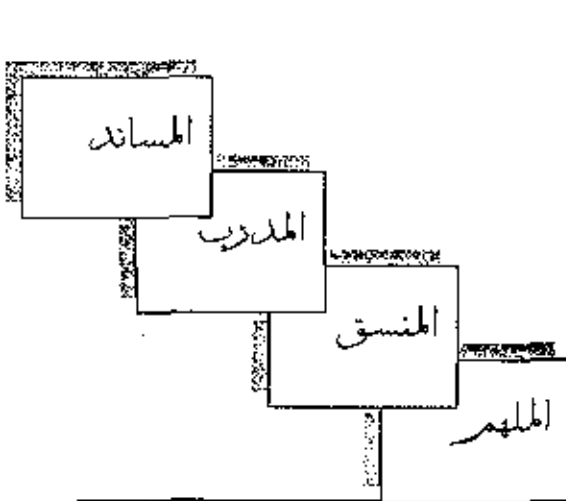 المساند
المدرب
المنسق
الملهم